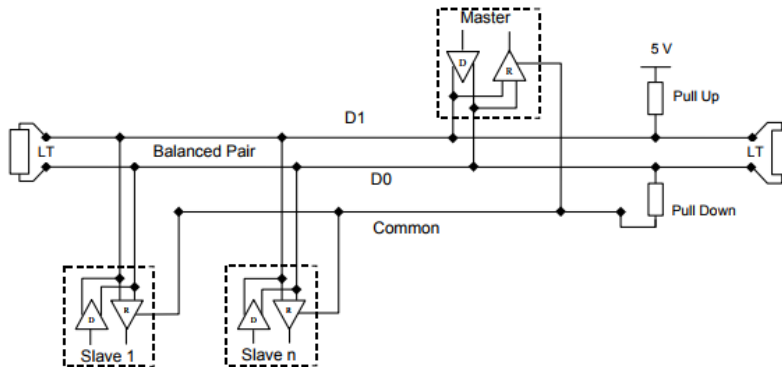 Master
5 V
D
R
Pull Up
D1
LT
Balanced Pair
LT
D0
Pull Down
Common
D
R
D
R
Slave 1
Slave n